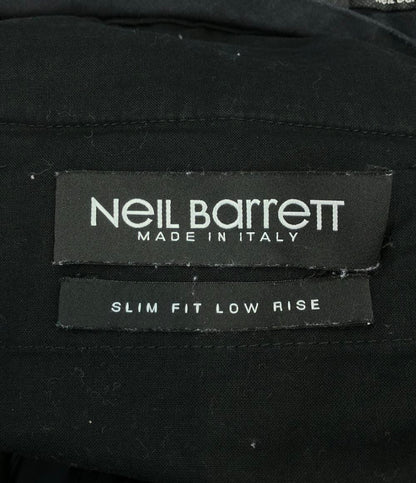 NEIL BARRETT
MADE IN ITALY
SLIM FIT LOW RISE